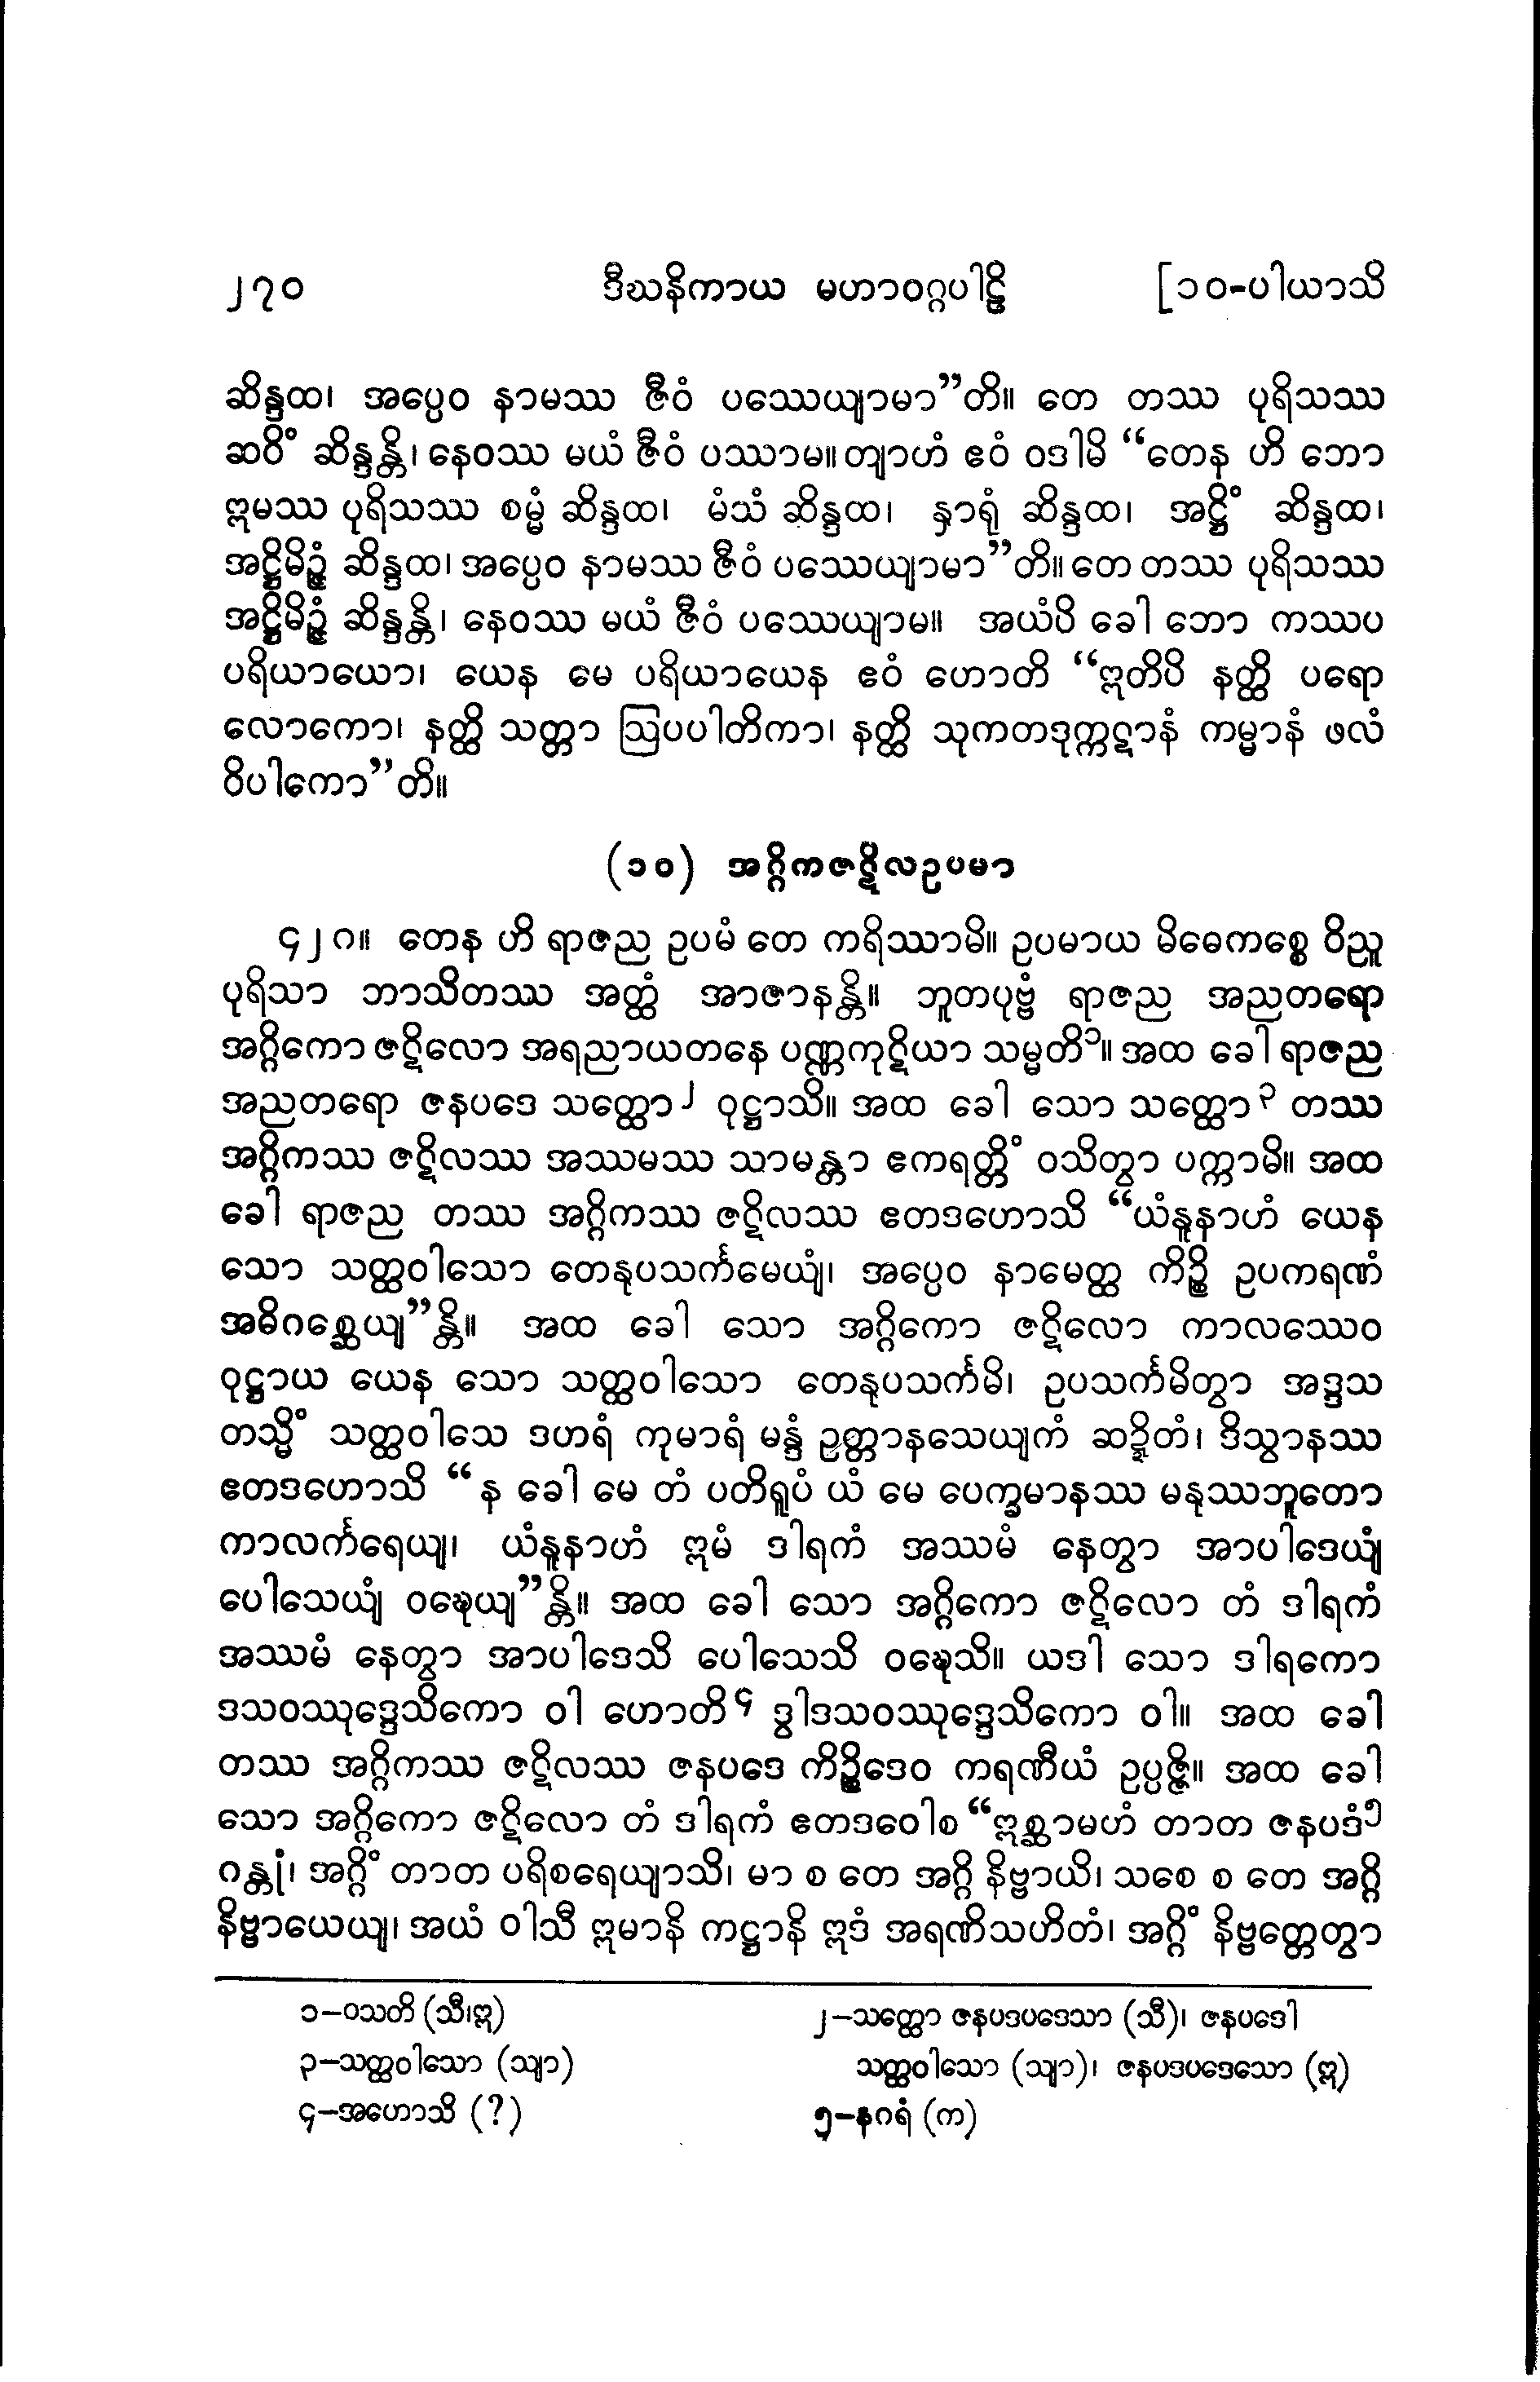 ၂၇၀ ဒီဃနိကာယ မဟာဝဂ္ဂပါဠိ [၁၀-ပါယာသိ
ဆိန္ဒထ၊ အပ္ပေဝ နာမဿ ဇီဝံ ပဿေယျာမာ”တိ။ တေ တဿ ပုရိသဿ
ဆဝိံ ဆိန္ဒန္တိ၊ နေဝဿ မယံ ဇီဝံ ပဿာမ။ တျာဟံ ဧဝံ ဝဒါမိ “တေန ဟိ ဘော
ဣမဿ ပုရိသဿ စမ္မံ ဆိန္ဒထ၊ မံသံ ဆိန္ဒထ၊ နှာရုံ ဆိန္ဒထ၊ အဋ္ဌိံ ဆိန္ဒထ၊
အဋ္ဌိမိဉ္ဇံ ဆိန္ဒထ၊ အပ္ပေဝ နာမဿ ဇီဝံ ပဿေယျာမာ”တိ။ တေ တဿ ပုရိသဿ
အဋ္ဌိမိဉ္ဇံ ဆိန္ဒန္တိ၊ နေဝဿ မယံ ဇီဝံ ပဿေယျာမ။ အယံပိ ခေါ ဘော ကဿပ
ပရိယာယော၊ ယေန မေ ပရိယာယေန ဧဝံ ဟောတိ “ဣတိပိ နတ္ထိ ပရော
လောကော၊ နတ္ထိ သတ္တာ ဩပပါတိကာ၊ နတ္ထိ သုကတဒုက္ကဋာနံ ကမ္မာနံ ဖလံ
ဝိပါကော”တိ။
(၁၀) အဂ္ဂိကဇဋိလဥပမာ
၄၂၈။ တေန ဟိ ရာဇည ဥပမံ တေ ကရိဿာမိ။ ဥပမာယ မိဓေကစ္စေ ဝိညူ
ပုရိသာ ဘာသိတဿ အတ္ထံ အာဇာနန္တိ။ ဘူတပုဗ္ဗံ ရာဇည အညတရော
အဂ္ဂိကော ဇဋိလော အရညာယတနေ ပဏ္ဏကုဋိယာ သမ္မတိ၁။ အထ ခေါ ရာဇည
အညတရော ဇနပဒေ သတ္ထော၂ ဝုဋ္ဌာသိ။ အထ ခေါ သော သတ္ထော၃ တဿ
အဂ္ဂိကဿ ဇဋိလဿ အဿမဿ သာမန္တာ ဧကရတ္တိံ ဝသိတွာ ပက္ကာမိ။ အထ
ခေါ ရာဇည တဿ အဂ္ဂိကဿ ဇဋိလဿ ဧတဒဟောသိ “ယံနူနာဟံ ယေန
သော သတ္ထဝါသော တေနုပသင်္ကမေယျံ၊ အပ္ပေဝ နာမေတ္ထ ကိဉ္စိ ဥပကရဏံ
အဓိဂစ္ဆေယျ”န္တိ။ အထ ခေါ သော အဂ္ဂိကော ဇဋိလော ကာလဿေဝ
ဝုဋ္ဌာယ ယေန သော သတ္ထဝါသော တေနုပသင်္ကမိ၊ ဥပသင်္ကမိတွာ အဒ္ဒသ
တသ္မိံ သတ္ထဝါသေ ဒဟရံ ကုမာရံ မန္ဒံ ဥတ္တာနသေယျကံ ဆဍ္ဍိတံ၊ ဒိသွာနဿ
ဧတဒဟောသိ “န ခေါ မေ တံ ပတိရူပံ ယံ မေ ပေက္ခမာနဿ မနုဿဘူတော
ကာလင်္ကရေယျ၊ ယံနူနာဟံ ဣမံ ဒါရကံ အဿမံ နေတွာ အာပါဒေယျံ
ပေါသေယျံ ဝဍ္ဎေယျ”န္တိ။ အထ ခေါ သော အဂ္ဂိကော ဇဋိလော တံ ဒါရကံ
အဿမံ နေတွာ အာပါဒေသိ ပေါသေသိ ဝဍ္ဎေသိ။ ယဒါ သော ဒါရကော
ဒသဝဿုဒ္ဒေသိကော ဝါ ဟောတိ၄ ဒွါဒသဝဿုဒ္ဒေသိကော ဝါ။ အထ ခေါ
တဿ အဂ္ဂိကဿ ဇဋိလဿ ဇနပဒေ ကိဉ္စိဒေဝ ကရဏီယံ ဥပ္ပဇ္ဇိ။ အထ ခေါ
သော အဂ္ဂိကော ဇဋိလော တံ ဒါရကံ ဧတဒဝေါစ “ဣစ္ဆာမဟံ တာတ ဇနပဒံ၅
ဂန္တုံ၊ အဂ္ဂိံ တာတ ပရိစရေယျာသိ၊ မာ စ တေ အဂ္ဂိ နိဗ္ဗာယိ၊ သစေ စ တေ အဂ္ဂိ
နိဗ္ဗာယေယျ၊ အယံ ဝါသီ ဣမာနိ ကဋ္ဌာနိ ဣဒံ အရဏိသဟိတံ၊ အဂ္ဂိံ နိဗ္ဗတ္တေတွာ
၁−ဝသတိ (သီ၊ဣ)
၂−သတ္ထော ဇနပဒပဒေသာ (သီ)၊ ဇနပဒေါ
သတ္ထဝါသော (သျာ)၊ ဇနပဒပဒေသော (ဣ)
၃−သတ္ထဝါသော (သျာ)
၄−အဟောသိ (?)
၅−နဂရံ (က)